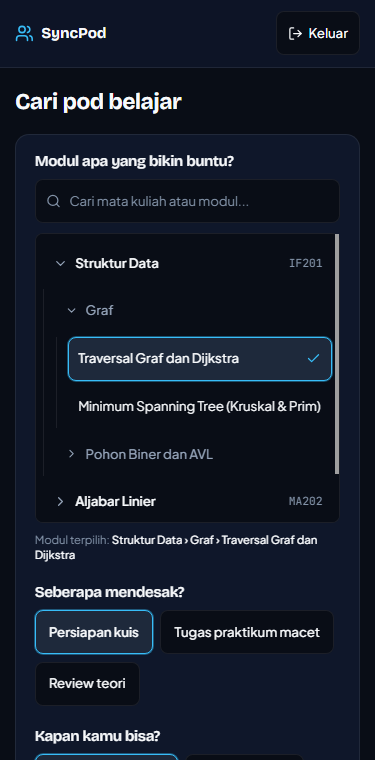 SyncPod
Keluar
Cari pod belajar
Modul apa yang bikin buntu?
Cari mata kuliah atau modul...
Struktur Data IF201
Graf
Traversal Graf dan Dijkstra
Minimum Spanning Tree (Kruskal & Prim)
Pohon Biner dan AVL
Aljabar Linier MA202
Modul terpilih: Struktur Data › Graf › Traversal Graf dan
Dijkstra
Seberapa mendesak?
Persiapan kuis Tugas praktikum macet
Review teori
Kapan kamu bisa?